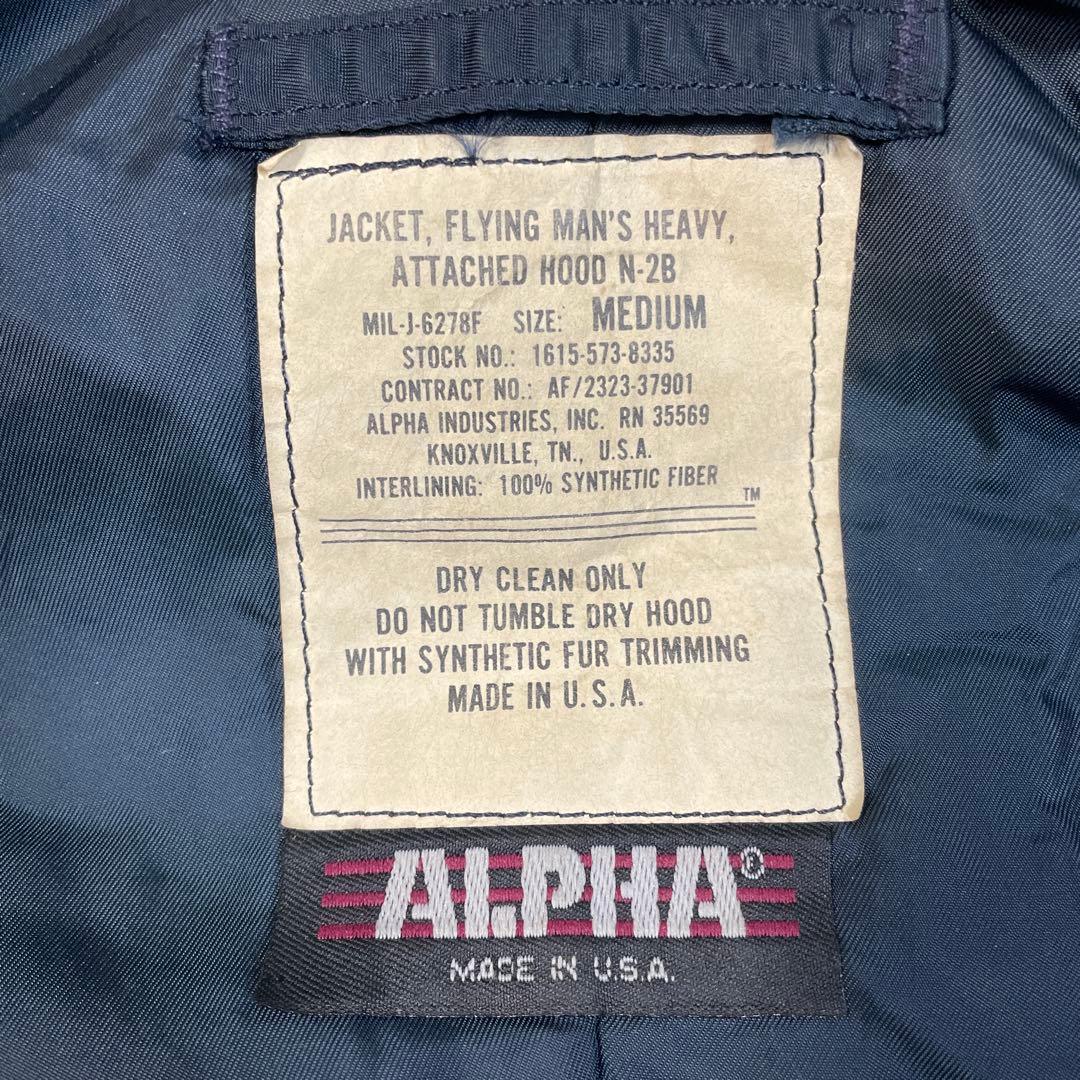 JACKET, FLYING MAN'S HEAVY,
ATTACHED HOOD N-2B
MIL-J-6278F SIZE: MEDIUM
STOCK NO.: 1615-573-8335
CONTRACT NO.: AF/2323-37901
ALPHA INDUSTRIES, INC. RN 35569
KNOXVILLE, TN., U.S.A.
INTERLINING: 100% SYNTHETIC FIBER
TM
DRY CLEAN ONLY
DO NOT TUMBLE DRY HOOD
WITH SYNTHETIC FUR TRIMMING
MADE IN U.S.A.
ALPHA®
MADE IN U.S.A.